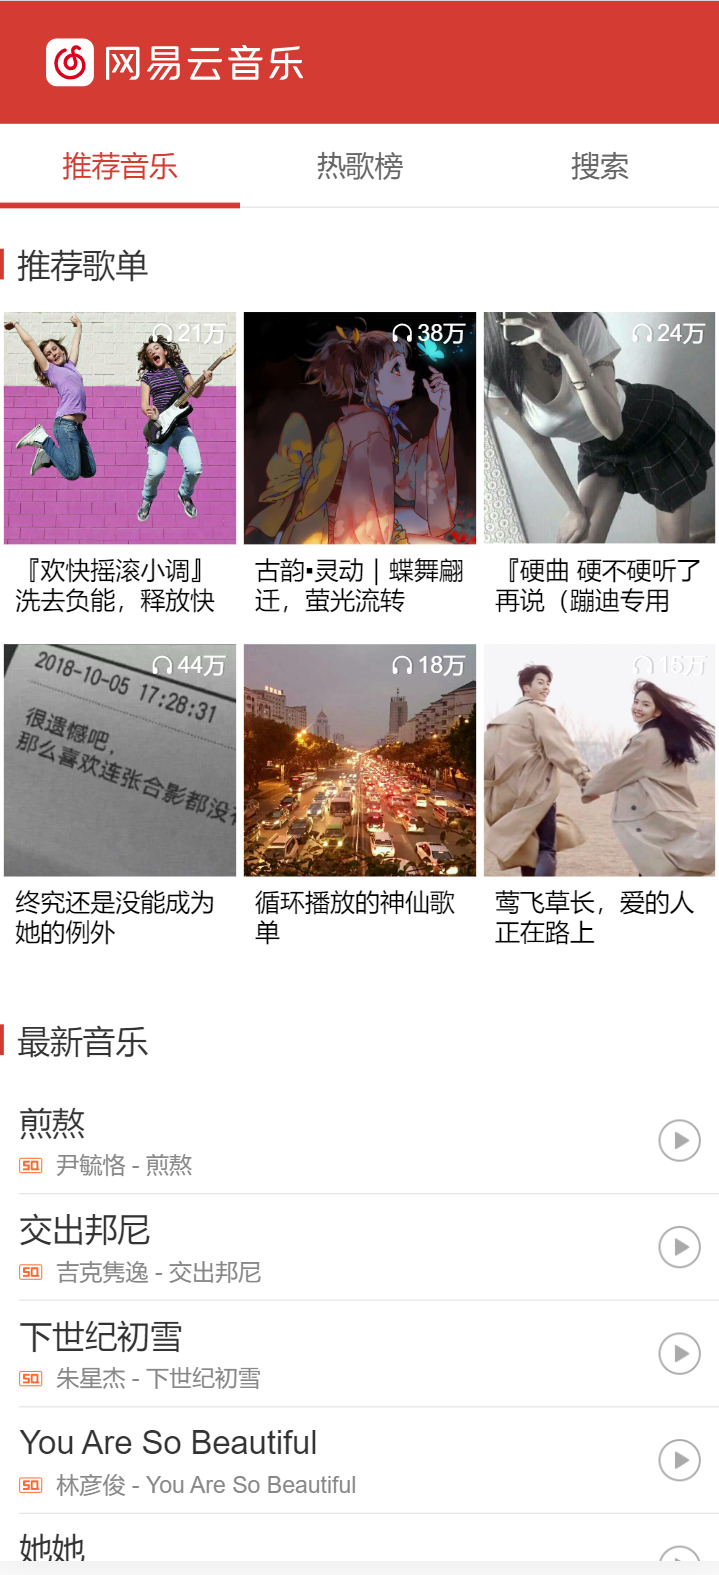 网易云音乐
推荐音乐 热歌榜 搜索
推荐歌单
21万 38万 24万
『欢快摇滚小调』
洗去负能，释放快
古韵▪灵动｜蝶舞翩
迁，萤光流转
『硬曲 硬不硬听了
再说（蹦迪专用
44万 18万 15万
2018-10-05 17:28:31
很遗憾吧，
那么喜欢连张合影都没有
终究还是没能成为
她的例外
循环播放的神仙歌
单
莺飞草长，爱的人
正在路上
最新音乐
煎熬
SQ 尹毓恪 - 煎熬
交出邦尼
SQ 吉克隽逸 - 交出邦尼
下世纪初雪
SQ 朱星杰 - 下世纪初雪
You Are So Beautiful
SQ 林彦俊 - You Are So Beautiful
她她